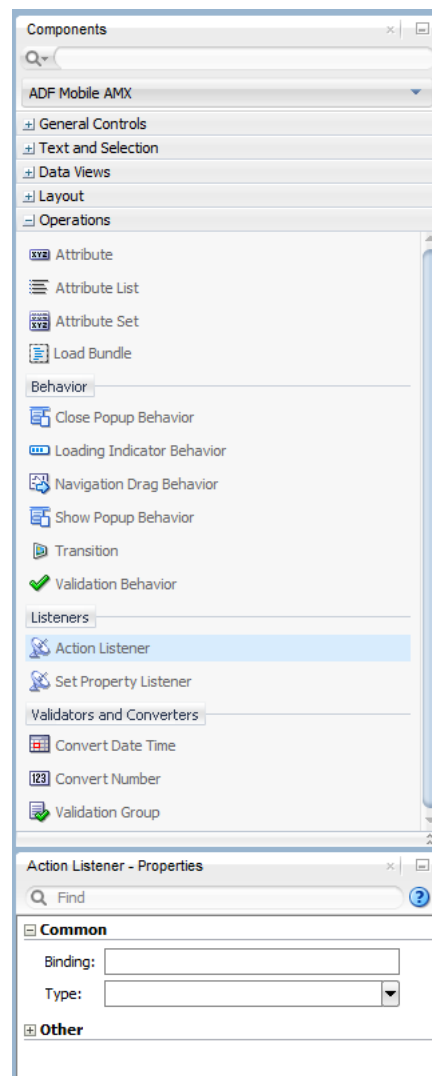 Components
ADF Mobile AMX
General Controls
Text and Selection
Data Views
Layout
Operations
XYZ Attribute
Attribute List
XYZ Attribute Set
Load Bundle
Behavior
Close Popup Behavior
Loading Indicator Behavior
Navigation Drag Behavior
Show Popup Behavior
Transition
Validation Behavior
Listeners
Action Listener
Set Property Listener
Validators and Converters
Convert Date Time
123 Convert Number
Validation Group
Action Listener - Properties
Find
Common
Binding:
Type:
Other